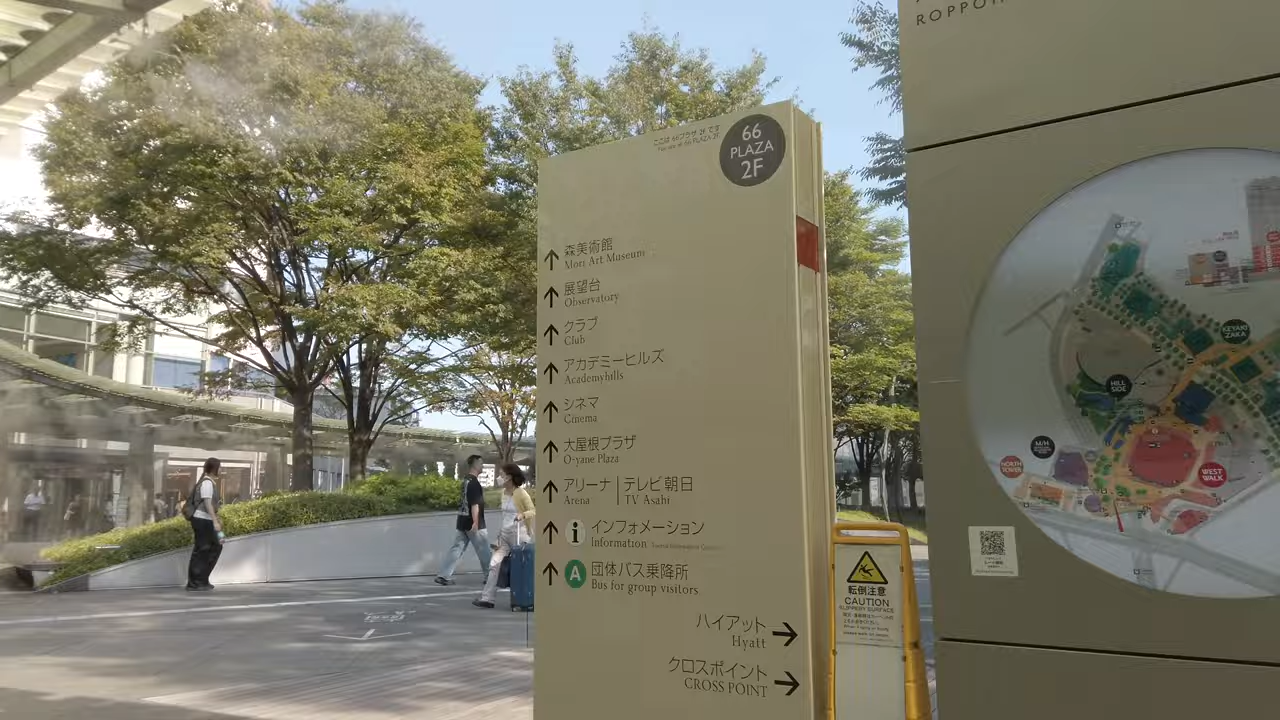 ここは 66プラザ 2F です
66
PLAZA
2F
森美術館
Mori Art Museum
展望台
Observatory
クラブ
Club
アカデミーヒルズ
Academyhills
シネマ
Cinema
大屋根プラザ
O-yane Plaza
アリーナ | テレビ朝日
Arena | TV Asahi
i インフォメーション
Information
A 団体バス乗降所
Bus for group visitors
ハイアット
Hyatt
クロスポイント
CROSS POINT
転倒注意
CAUTION
SLIPPERY SURFACE
KEYAKI
ZAKA
HILL
SIDE
M/H
NORTH
TOWER
WEST
WALK